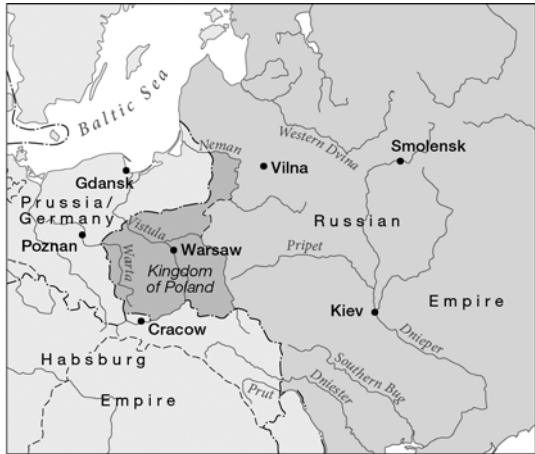 Baltic Sea
Neman
Western Dvina
Smolensk
Vilna
Gdansk
Prussia/
Germany
Russian
Vistula
Poznan
Warsaw
Pripet
Warta
Kingdom
of Poland
Empire
Kiev
Cracow
Dnieper
Habsburg
Southern Bug
Dniester
Prut
Empire